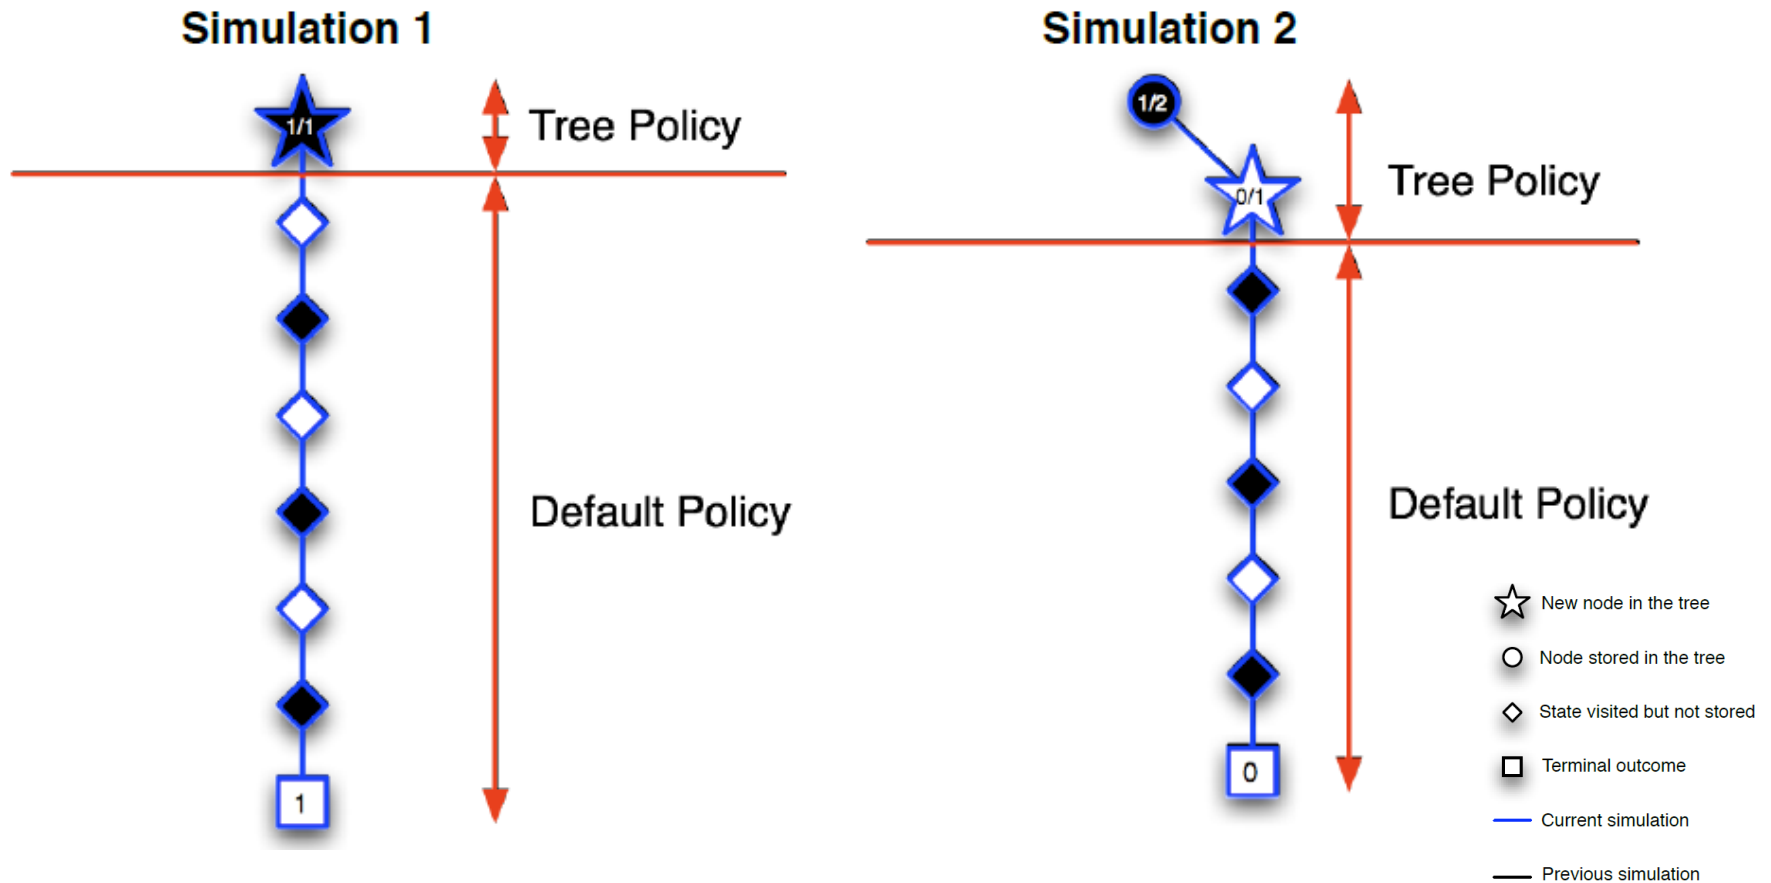 Simulation 1
1/1
Tree Policy
Default Policy
1
Simulation 2
1/2
0/1
Tree Policy
Default Policy
0
New node in the tree
Node stored in the tree
State visited but not stored
Terminal outcome
Current simulation
Previous simulation